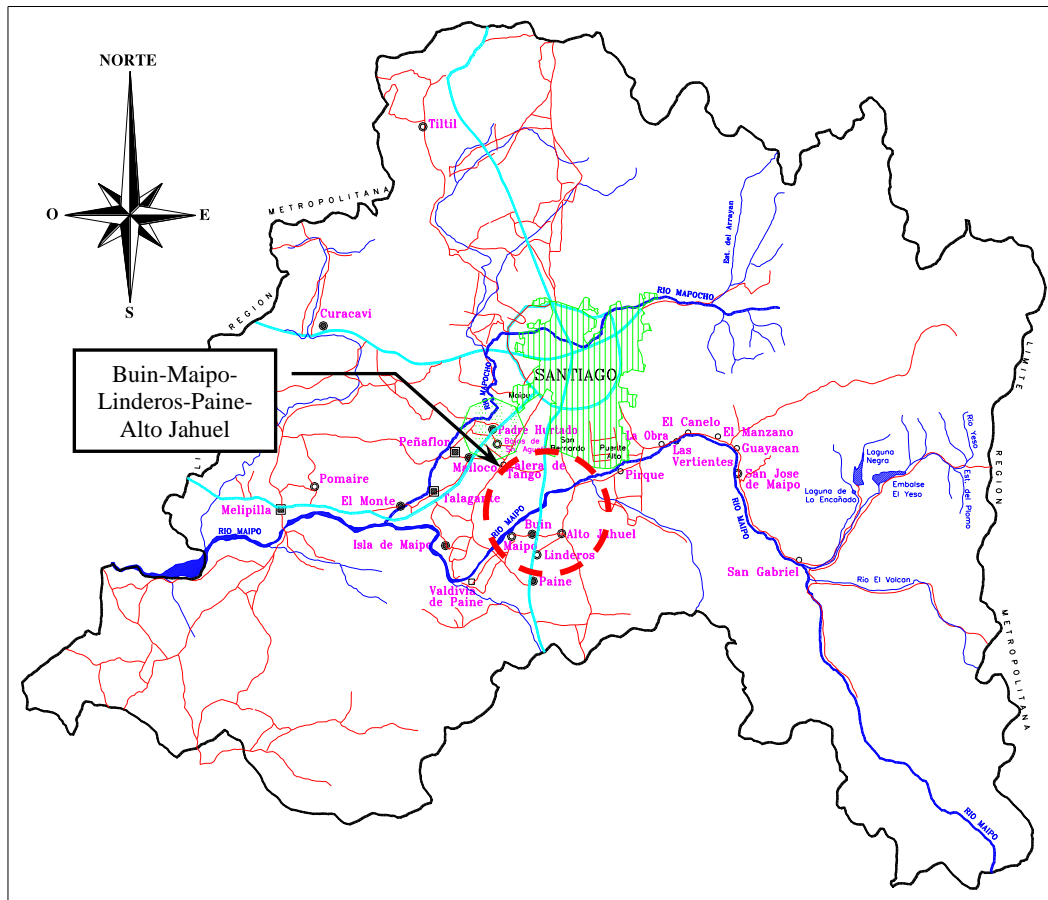 NORTE
O
E
S
Tiltil
METROPOLITANA
REGION
Curacavi
Est. del Arrayan
RIO MAPOCHO
LIMITE
Buin-Maipo-
Linderos-Paine-
Alto Jahuel
SANTIAGO
RIO MAPOCHO
Maipu
Padre Hurtado
San
Bernardo
Puente
Alto
La Obra
El Canelo
El Manzano
Las
Vertientes
Guayacan
Rio Yeso
Laguna
Negra
Est. del Plomo
REGION
Peñaflor
Malloco
Calera de
Tango
Pirque
San Jose
de Maipo
Embalse
El Yeso
Laguna de
Lo Encañado
Pomaire
El Monte
Talagante
Melipilla
RIO MAIPO
RIO MAIPO
RIO MAIPO
Isla de Maipo
Buin
Maipo
Alto Jahuel
Linderos
Paine
Valdivia
de Paine
San Gabriel
Rio El Volcan
METROPOLITANA
RIO MAIPO